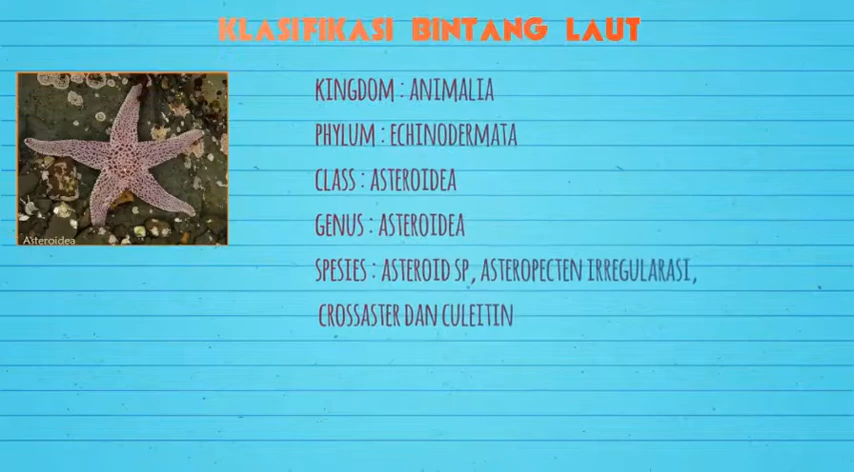 KLASIFIKASI BINTANG LAUT
KINGDOM : ANIMALIA
PHYLUM : ECHINODERMATA
CLASS : ASTEROIDEA
GENUS : ASTEROIDEA
SPESIES : ASTEROID SP, ASTEROPECTEN IRREGULARASI,
CROSSASTER DAN CULEITIN
Asteroidea